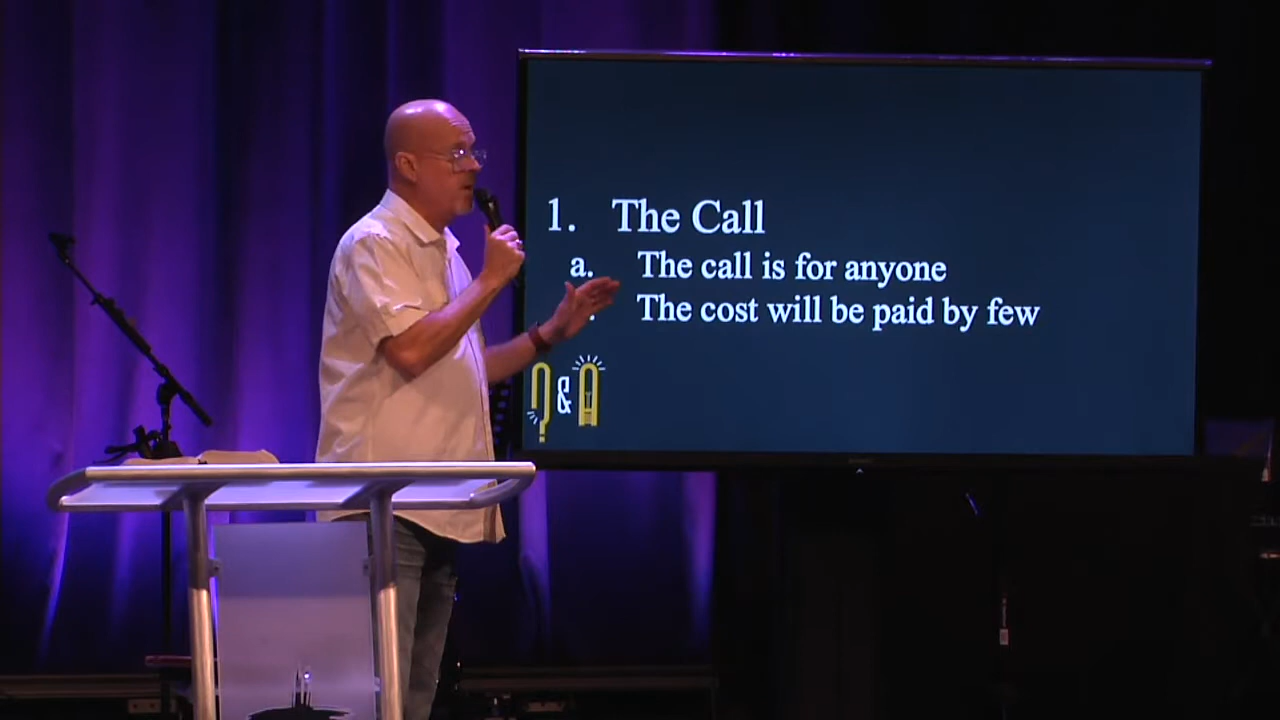 1. The Call
a. The call is for anyone
. The cost will be paid by few
? & A